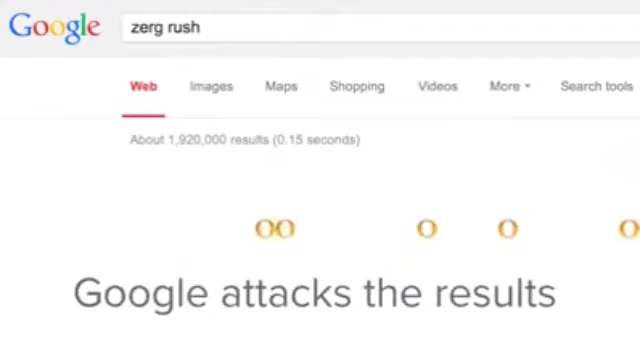 Google zerg rush
Web Images Maps Shopping Videos More Search tools
About 1,920,000 results (0.15 seconds)
OO O O O
Google attacks the results